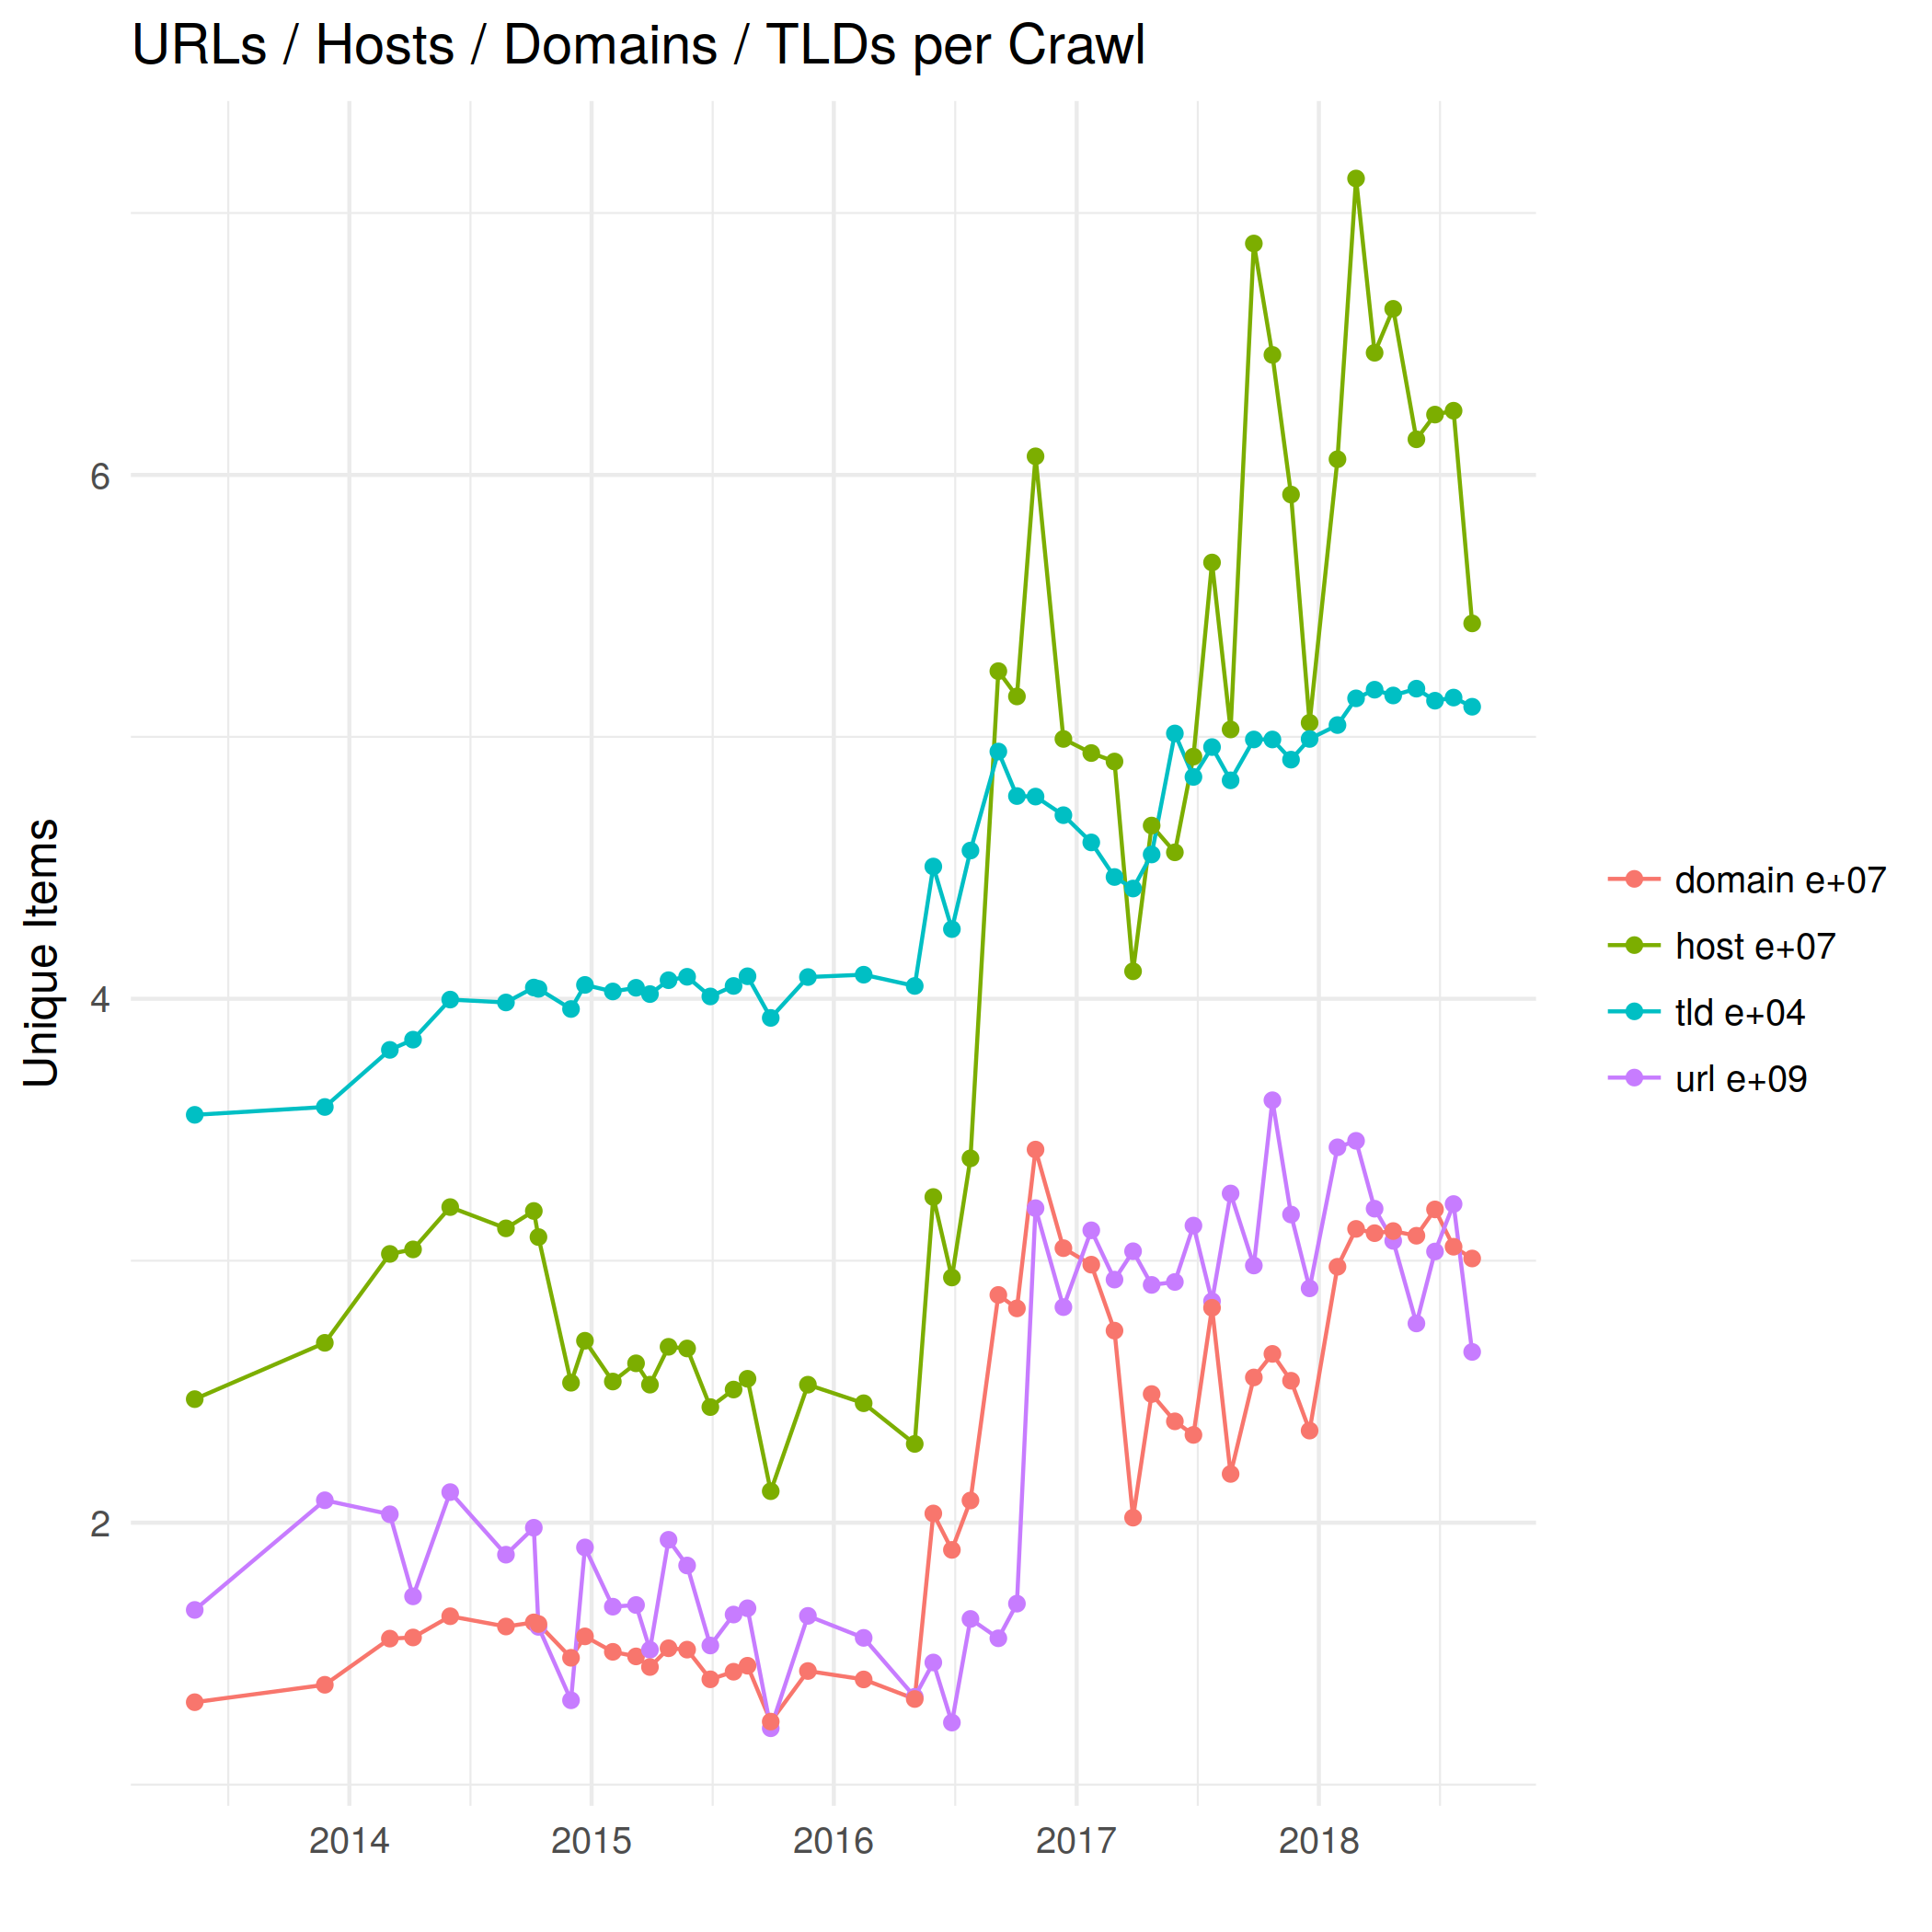 URLs / Hosts / Domains / TLDs per Crawl
Unique Items
6
4
2
2014
2015
2016
2017
2018
domain e+07
host e+07
tld e+04
url e+09